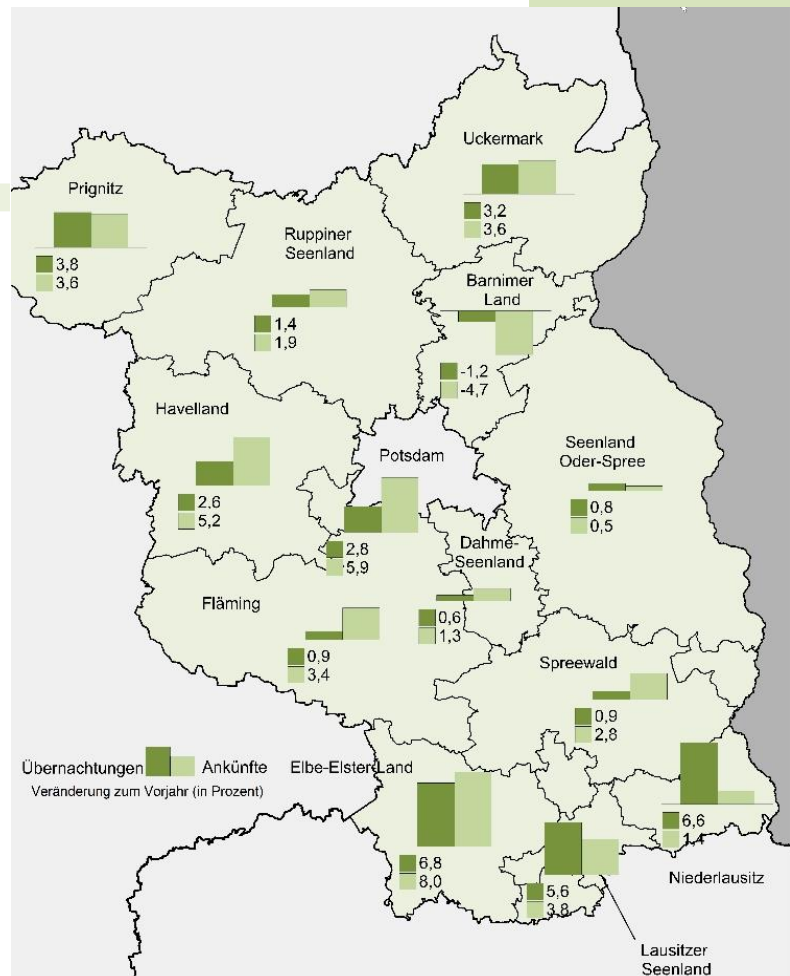 Uckermark
3,2
3,6
Prignitz
3,8
3,6
Ruppiner
Seenland
1,4
1,9
Barnimer
Land
-1,2
-4,7
Havelland
2,6
5,2
Potsdam
2,8
5,9
Seenland
Oder-Spree
0,8
0,5
Dahme-
Seenland
0,6
1,3
Fläming
0,9
3,4
Spreewald
0,9
2,8
Übernachtungen Ankünfte
Veränderung zum Vorjahr (in Prozent)
Elbe-Elster-Land
6,8
8,0
6,6
1,4
Niederlausitz
5,6
3,8
Lausitzer
Seenland